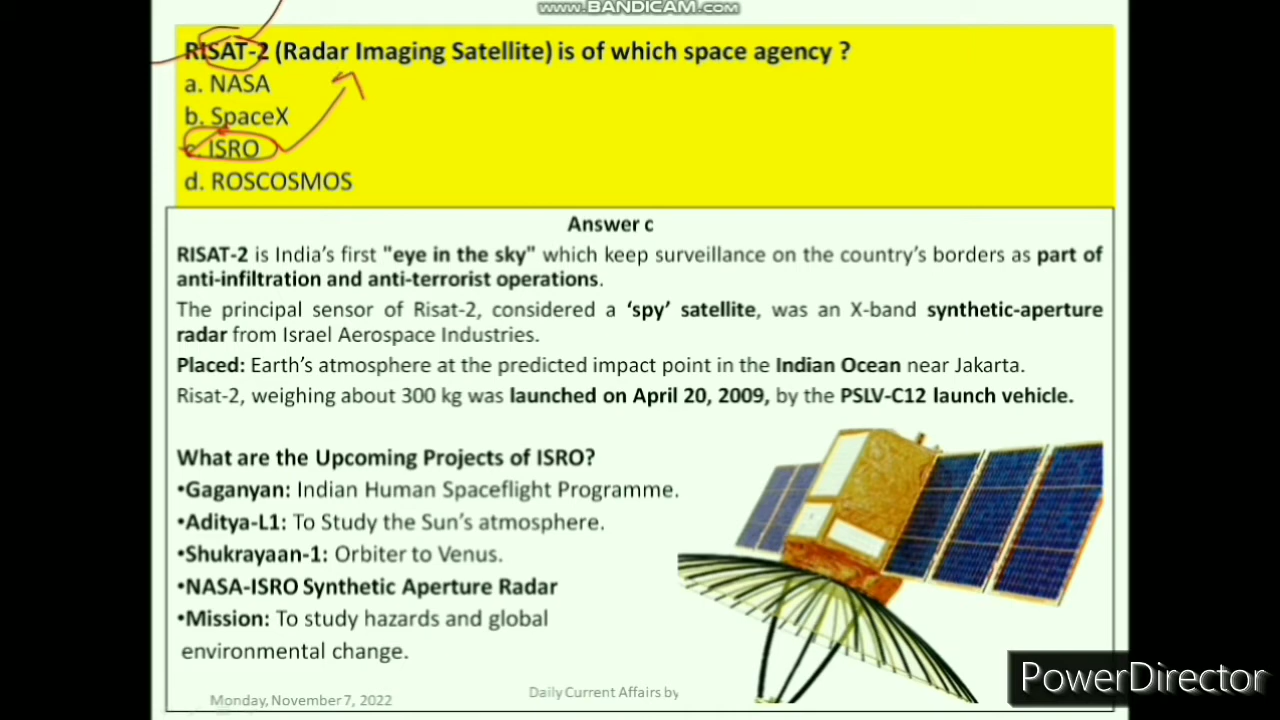 www.BANDICAM.com
RISAT-2 (Radar Imaging Satellite) is of which space agency ?
a. NASA
b. SpaceX
c. ISRO
d. ROSCOSMOS
Answer c
RISAT-2 is India’s first "eye in the sky" which keep surveillance on the country’s borders as part of
anti-infiltration and anti-terrorist operations.
The principal sensor of Risat-2, considered a ‘spy’ satellite, was an X-band synthetic-aperture
radar from Israel Aerospace Industries.
Placed: Earth’s atmosphere at the predicted impact point in the Indian Ocean near Jakarta.
Risat-2, weighing about 300 kg was launched on April 20, 2009, by the PSLV-C12 launch vehicle.
What are the Upcoming Projects of ISRO?
•Gaganyan: Indian Human Spaceflight Programme.
•Aditya-L1: To Study the Sun’s atmosphere.
•Shukrayaan-1: Orbiter to Venus.
•NASA-ISRO Synthetic Aperture Radar
•Mission: To study hazards and global
environmental change.
Monday, November 7, 2022
Daily Current Affairs by
PowerDirector